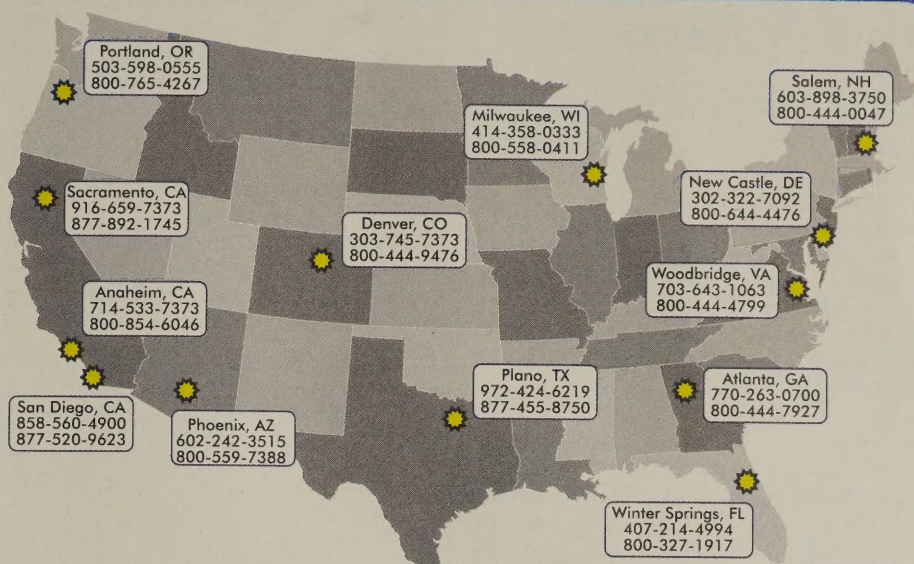 Portland, OR
503-598-0555
800-765-4267
Salem, NH
603-898-3750
800-444-0047
Milwaukee, WI
414-358-0333
800-558-0411
Sacramento, CA
916-659-7373
877-892-1745
New Castle, DE
302-322-7092
800-644-4476
Denver, CO
303-745-7373
800-444-9476
Woodbridge, VA
703-643-1063
800-444-4799
Anaheim, CA
714-533-7373
800-854-6046
Plano, TX
972-424-6219
877-455-8750
Atlanta, GA
770-263-0700
800-444-7927
San Diego, CA
858-560-4900
877-520-9623
Phoenix, AZ
602-242-3515
800-559-7388
Winter Springs, FL
407-214-4994
800-327-1917